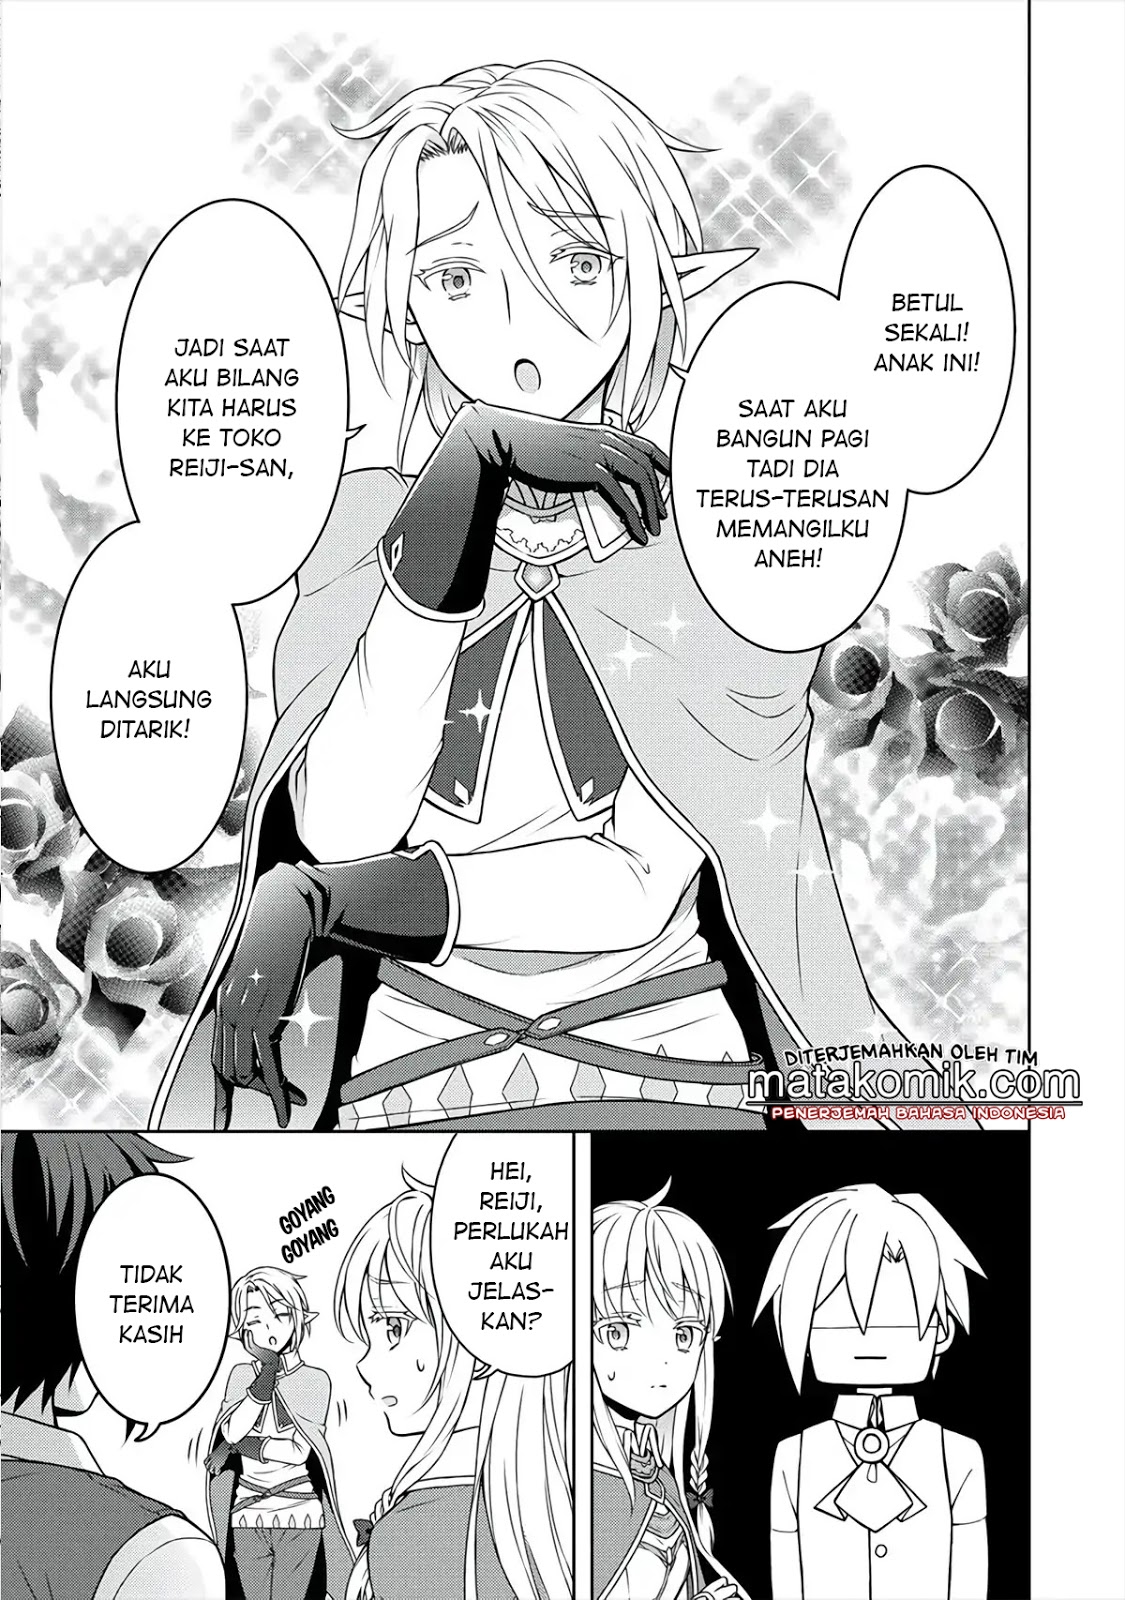 BETUL
SEKALI!
ANAK INI!
SAAT AKU
BANGUN PAGI
TADI DIA
TERUS-TERUSAN
MEMANGILKU
ANEH!
JADI SAAT
AKU BILANG
KITA HARUS
KE TOKO
REIJI-SAN,
AKU
LANGSUNG
DITARIK!
DITERJEMAHKAN OLEH TIM
matakomik.com
PENERJEMAH BAHASA INDONESIA
HEI,
REIJI,
PERLUKAH
AKU
JELAS-
KAN?
GOYANG
GOYANG
TIDAK
TERIMA
KASIH